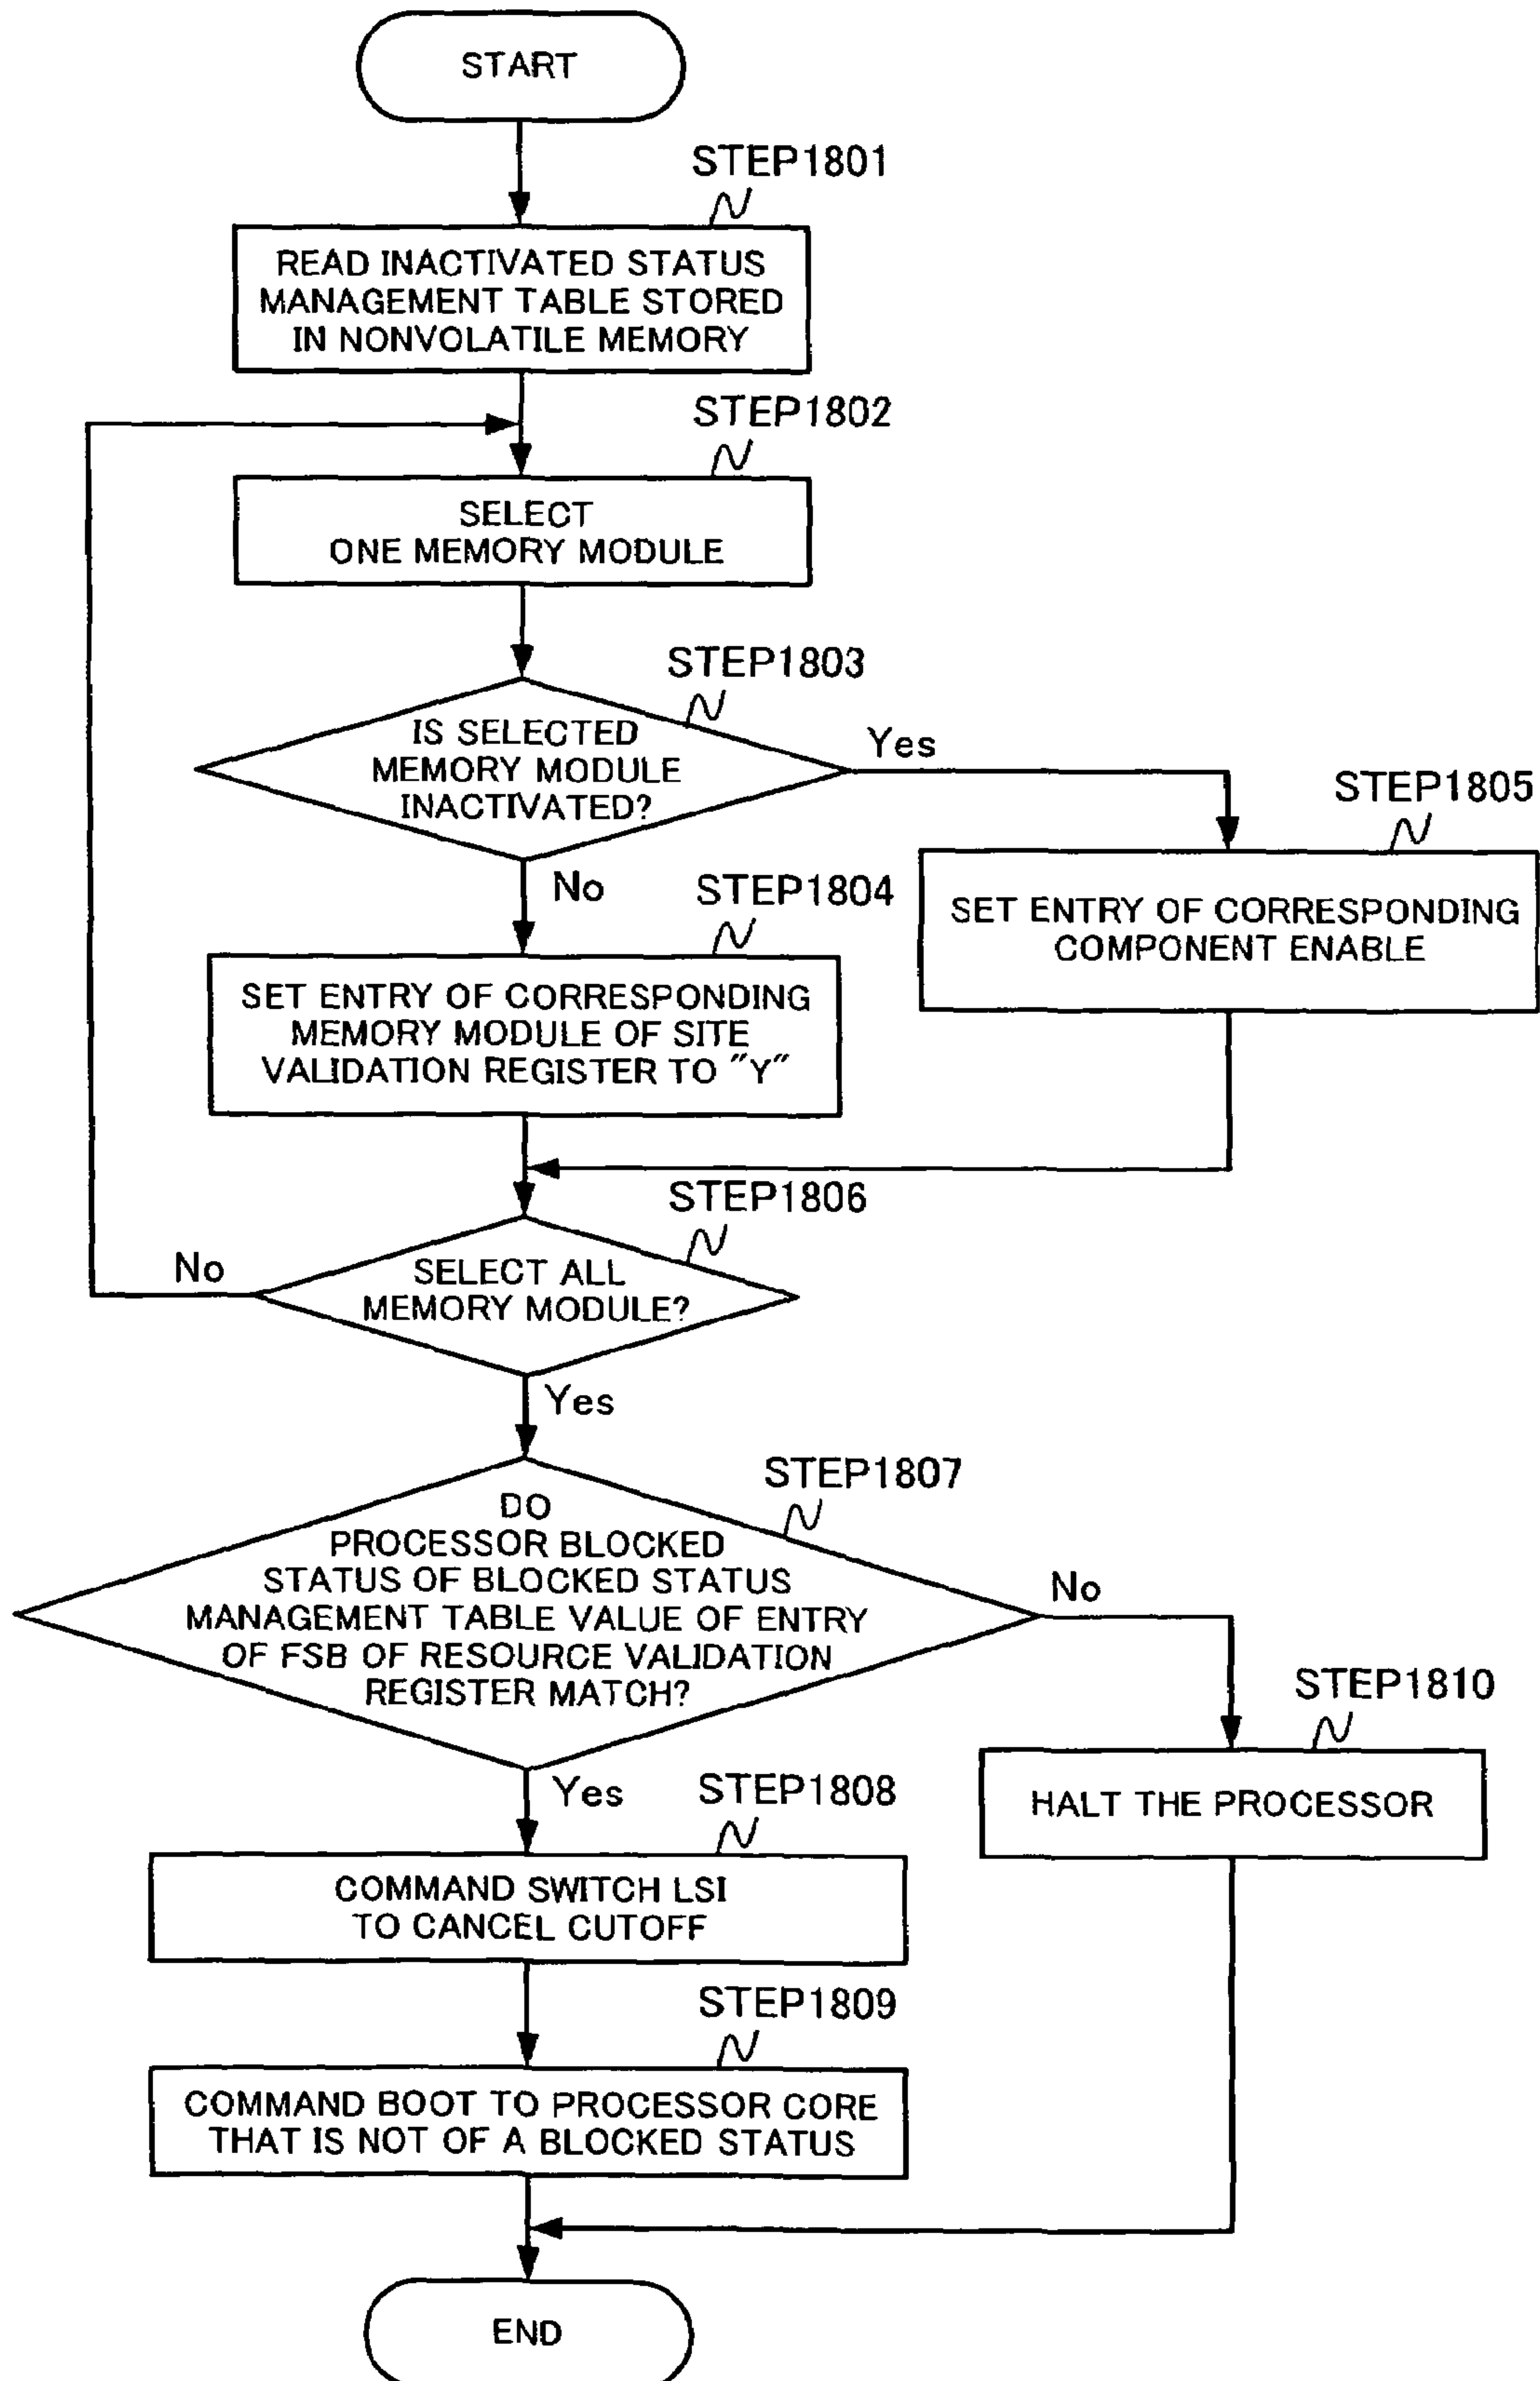 START
STEP1801
READ INACTIVATED STATUS
MANAGEMENT TABLE STORED
IN NONVOLATILE MEMORY
STEP1802
SELECT
ONE MEMORY MODULE
STEP1803
IS SELECTED
MEMORY MODULE
INACTIVATED?
Yes
STEP1805
SET ENTRY OF CORRESPONDING
COMPONENT ENABLE
No
STEP1804
SET ENTRY OF CORRESPONDING
MEMORY MODULE OF SITE
VALIDATION REGISTER TO "Y"
STEP1806
SELECT ALL
MEMORY MODULE?
No
Yes
STEP1807
DO
PROCESSOR BLOCKED
STATUS OF BLOCKED STATUS
MANAGEMENT TABLE VALUE OF ENTRY
OF FSB OF RESOURCE VALIDATION
REGISTER MATCH?
No
STEP1810
HALT THE PROCESSOR
Yes
STEP1808
COMMAND SWITCH LSI
TO CANCEL CUTOFF
STEP1809
COMMAND BOOT TO PROCESSOR CORE
THAT IS NOT OF A BLOCKED STATUS
END